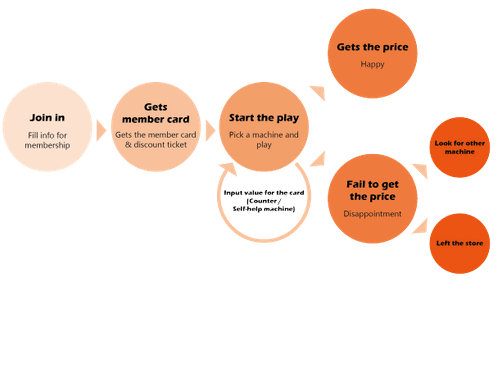 Join in
Fill info for
membership
Gets
member card
Gets the member card
& discount ticket
Start the play
Pick a machine and
play
Input value for the card
(Counter /
Self-help machine)
Gets the price
Happy
Fail to get
the price
Disappointment
Look for other
machine
Left the store